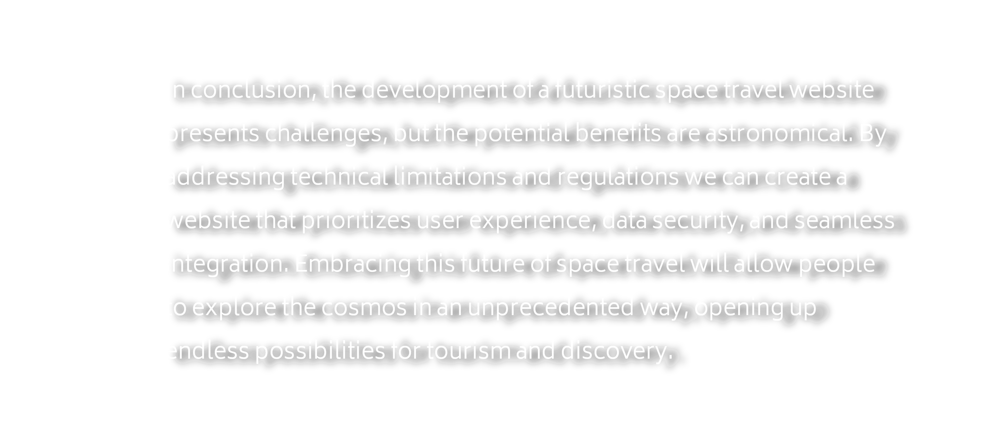 In conclusion, the development of a futuristic space travel website
presents challenges, but the potential benefits are astronomical. By
addressing technical limitations and regulations we can create a
website that prioritizes user experience, data security, and seamless
integration. Embracing this future of space travel will allow people
to explore the cosmos in an unprecedented way, opening up
endless possibilities for tourism and discovery.